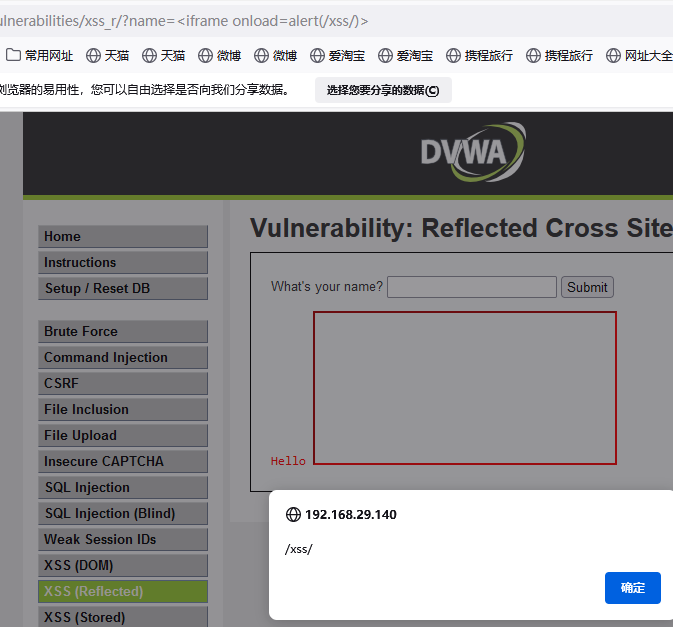 ulnerabilities/xss_r/?name=<iframe onload=alert(/xss/)>
常用网址 天猫 天猫 微博 微博 爱淘宝 爱淘宝 携程旅行 携程旅行 网址大全
浏览器的易用性，您可以自由选择是否向我们分享数据。 选择您要分享的数据(C)
DVWA
Vulnerability: Reflected Cross Site
Home
Instructions
Setup / Reset DB
What's your name? Submit
Brute Force
Command Injection
CSRF
File Inclusion
File Upload
Insecure CAPTCHA
Hello
SQL Injection
SQL Injection (Blind)
Weak Session IDs
XSS (DOM)
XSS (Reflected)
XSS (Stored)
192.168.29.140
/xss/
确定